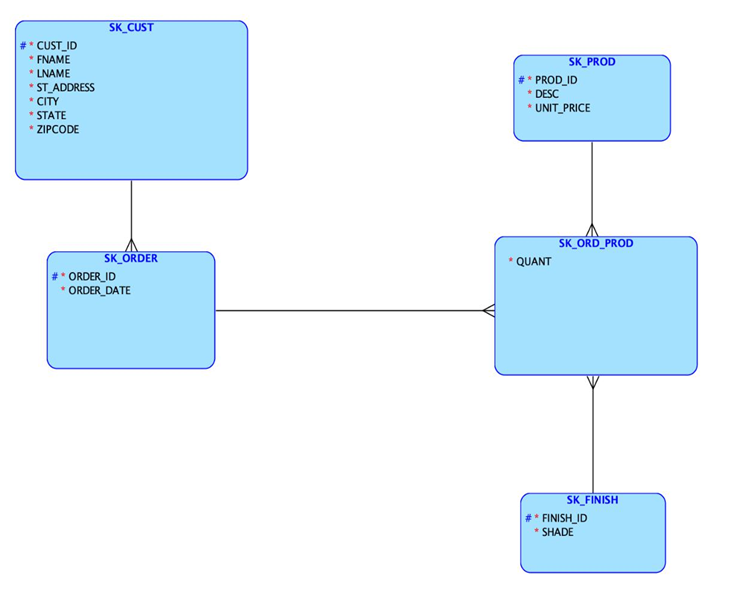 SK_CUST
# * CUST_ID
* FNAME
* LNAME
* ST_ADDRESS
* CITY
* STATE
* ZIPCODE
SK_PROD
# * PROD_ID
* DESC
* UNIT_PRICE
SK_ORDER
# * ORDER_ID
* ORDER_DATE
SK_ORD_PROD
* QUANT
SK_FINISH
# * FINISH_ID
* SHADE